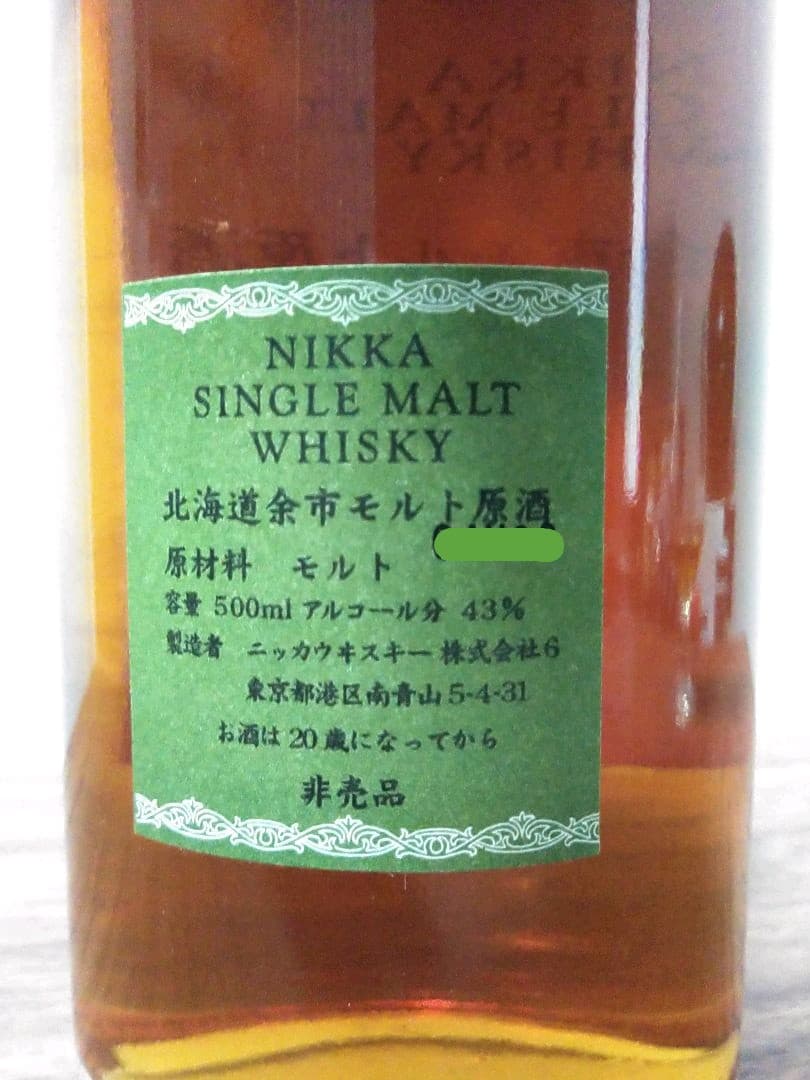 NIKKA
SINGLE MALT
WHISKY
北海道余市モルト原酒
原材料 モルト
容量 500ml アルコール分 43%
製造者 ニッカウヰスキー株式会社6
東京都港区南青山5-4-31
お酒は20歳になってから
非売品